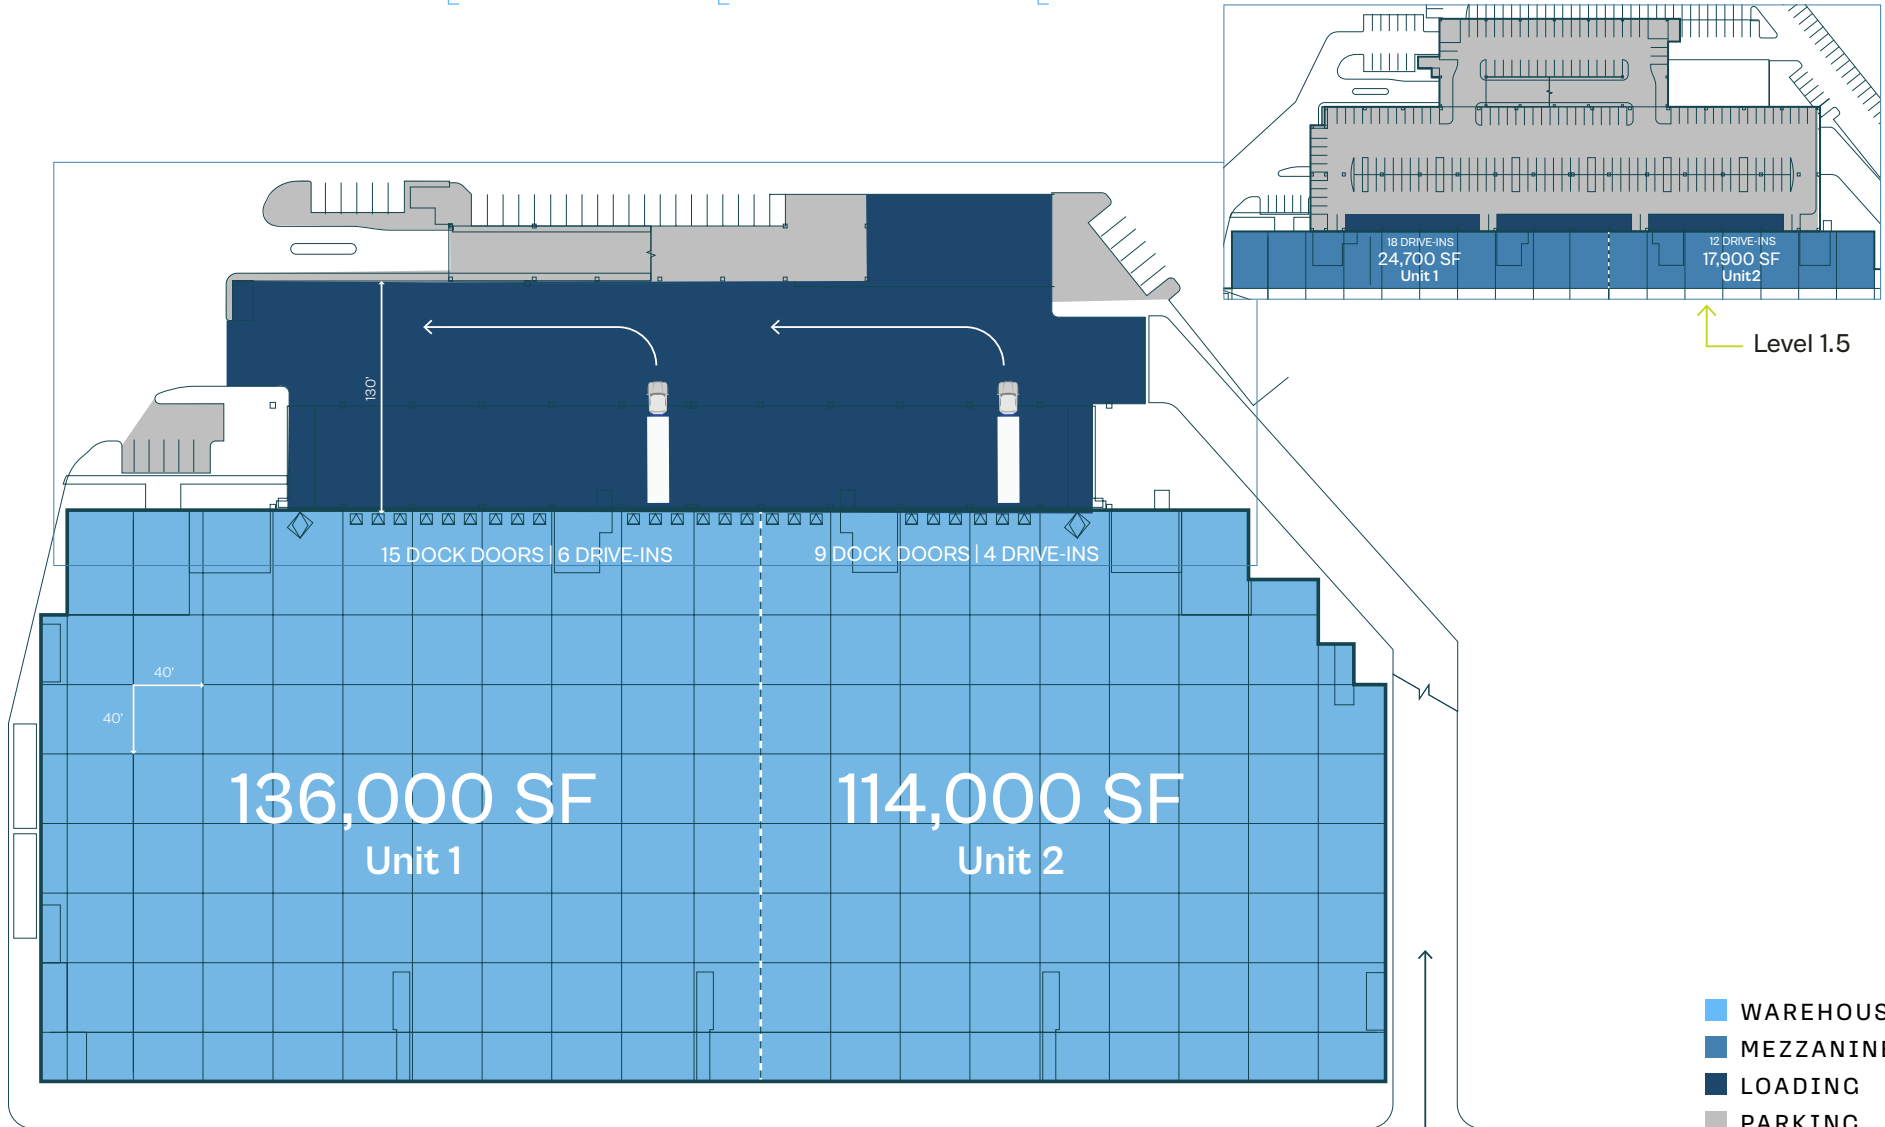 18 DRIVE-INS
24,700 SF
Unit 1
12 DRIVE-INS
17,900 SF
Unit2
Level 1.5
130'
15 DOCK DOORS | 6 DRIVE-INS
9 DOCK DOORS | 4 DRIVE-INS
40'
40'
136,000 SF
Unit 1
114,000 SF
Unit 2
WAREHOUS
MEZZANINE
LOADING
PARKING